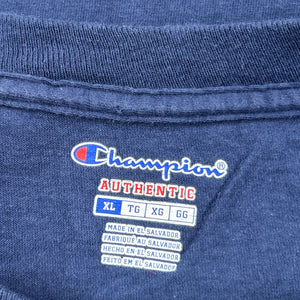 Champion®
AUTHENTIC
XL TG XG GG
MADE IN EL SALVADOR
FABRIQUE AU SALVADOR
HECHO EN EL SALVADOR
FEITO EM EL SALVADOR